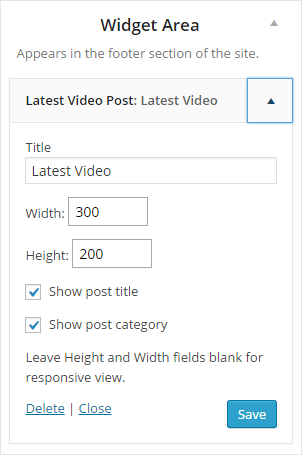 Widget Area
Appears in the footer section of the site.
Latest Video Post: Latest Video
Title
Latest Video
Width: 300
Height: 200
Show post title
Show post category
Leave Height and Width fields blank for
responsive view.
Delete | Close
Save